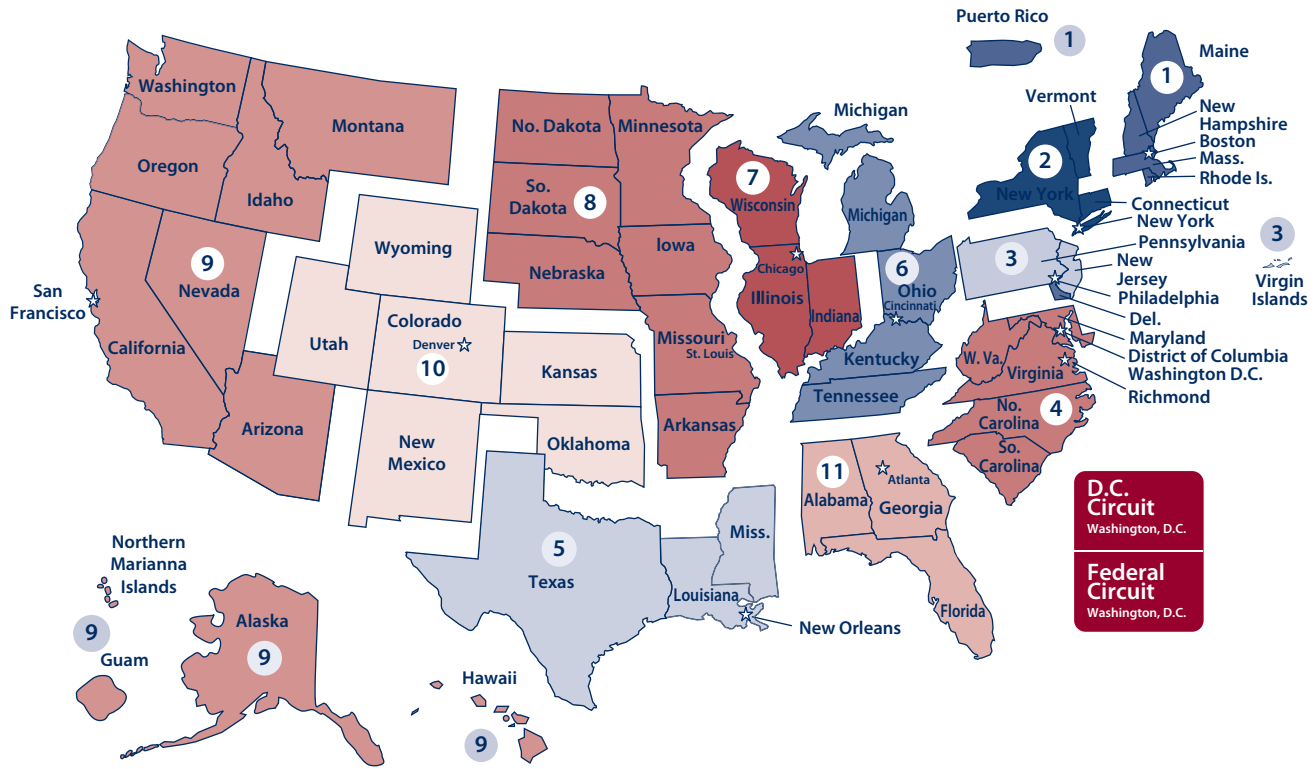 Puerto Rico
1
Maine
1
Vermont
New
Hampshire
Boston
Mass.
Rhode Is.
2
New York
Connecticut
New York
Pennsylvania
3
New
Jersey
Philadelphia
Del.
Maryland
District of Columbia
Washington D.C.
Richmond
3
Virgin
Islands
Washington
Oregon
Idaho
Montana
9
Nevada
San
Francisco
California
Arizona
Wyoming
Utah
Colorado
Denver
10
Kansas
New
Mexico
Oklahoma
No. Dakota
Minnesota
So.
Dakota
8
Nebraska
Iowa
Missouri
St. Louis
Arkansas
7
Wisconsin
Chicago
Illinois
Indiana
Michigan
Michigan
6
Ohio
Cincinnati
Kentucky
Tennessee
W. Va.
Virginia
No.
Carolina
4
So.
Carolina
11
Alabama
Atlanta
Georgia
Florida
5
Texas
Miss.
Louisiana
New Orleans
Northern
Marianna
Islands
9
Guam
Alaska
9
Hawaii
9
D.C.
Circuit
Washington, D.C.
Federal
Circuit
Washington, D.C.